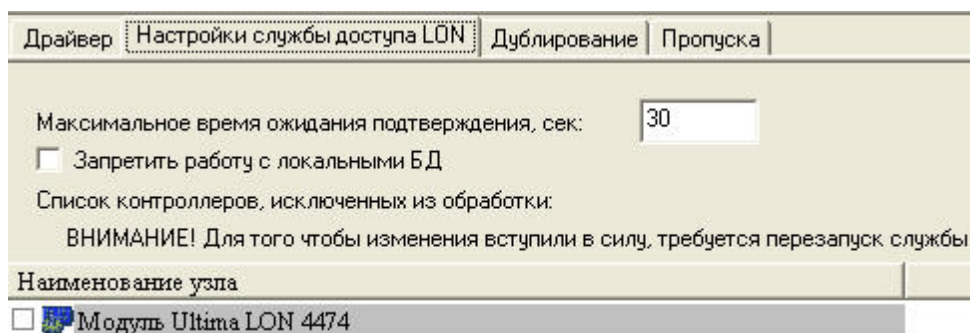 Драйвер Настройки службы доступа LON Дублирование Пропуска
Максимальное время ожидания подтверждения, сек: 30
Запретить работу с локальными БД
Список контроллеров, исключенных из обработки:
ВНИМАНИЕ! Для того чтобы изменения вступили в силу, требуется перезапуск службы
Наименование узла
Модуль Ultima LON 4474